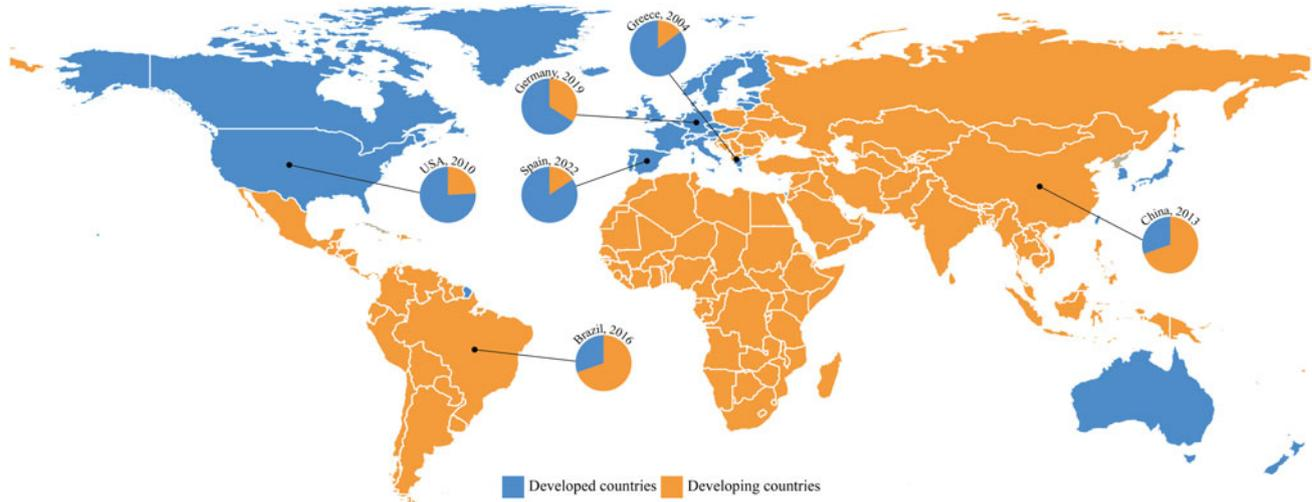 Greece, 2004
Germany, 2019
USA, 2010
Spain, 2022
China, 2013
Brazil, 2016
Developed countries
Developing countries